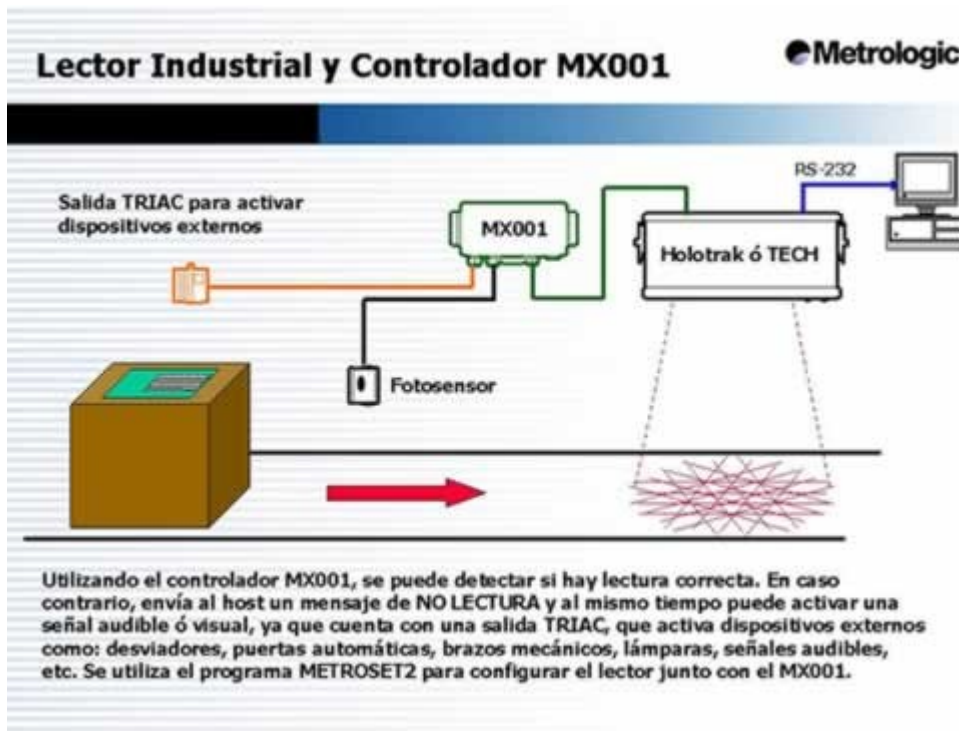 Lector Industrial y Controlador MX001
Metrologic
RS-232
Salida TRIAC para activar
dispositivos externos
MX001
Holotrak ó TECH
Fotosensor
Utilizando el controlador MX001, se puede detectar si hay lectura correcta. En caso
contrario, envía al host un mensaje de NO LECTURA y al mismo tiempo puede activar una
señal audible ó visual, ya que cuenta con una salida TRIAC, que activa dispositivos externos
como: desviadores, puertas automáticas, brazos mecánicos, lámparas, señales audibles,
etc. Se utiliza el programa METROSET2 para configurar el lector junto con el MX001.